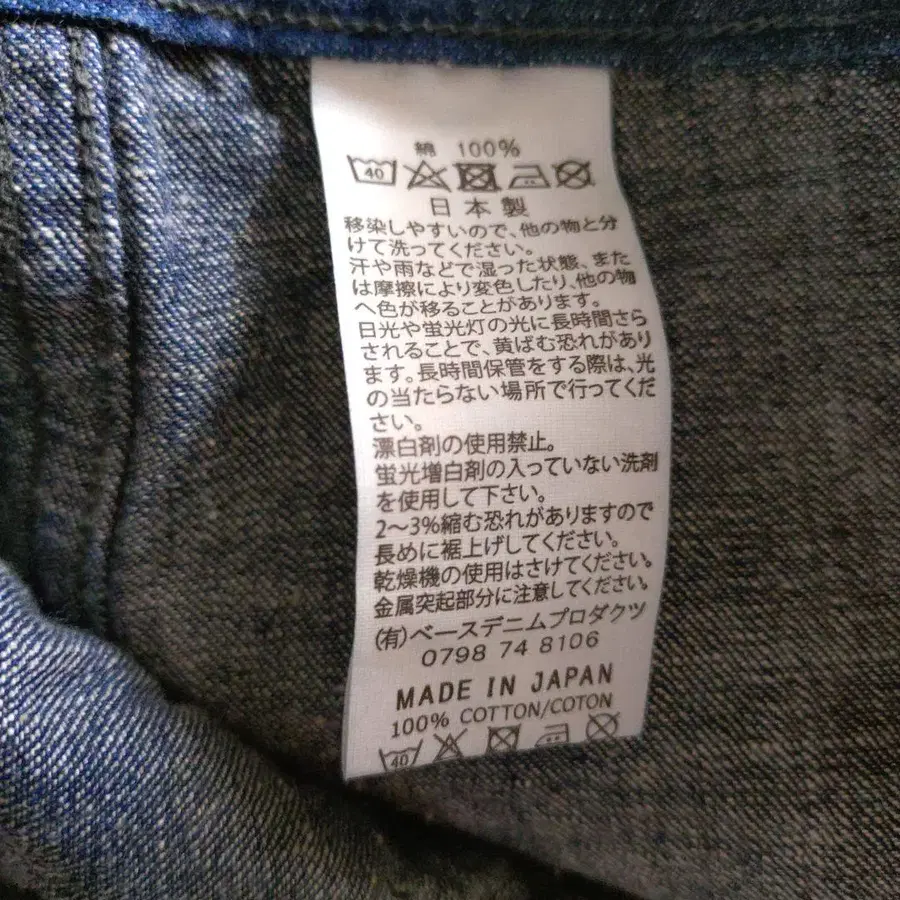 綿 100%
40
日本製
移染しやすいので、他の物と分
けて洗ってください。
汗や雨などで湿った状態、また
は摩擦により変色したり、他の物
へ色が移ることがあります。
日光や蛍光灯の光に長時間さら
されることで、黄ばむ恐れがあり
ます。長時間保管をする際は、光
の当たらない場所で行ってくだ
さい。
漂白剤の使用禁止。
蛍光増白剤の入っていない洗剤
を使用して下さい。
2〜3%縮む恐れがありますので
長めに裾上げしてください。
乾燥機の使用はさけてください。
金属突起部分に注意してください。
(有)ベースデニムプロダクツ
0798 74 8106
MADE IN JAPAN
100% COTTON/COTON
40